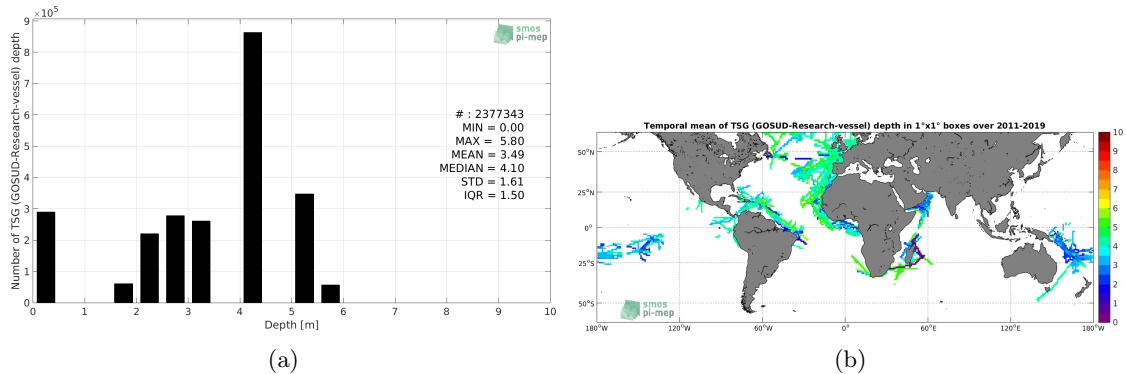 ×10⁵
smos
pi-mep
# : 2377343
MIN = 0.00
MAX = 5.80
MEAN = 3.49
MEDIAN = 4.10
STD = 1.61
IQR = 1.50
Number of TSG (GOSUD-Research-vessel) depth
9
8
7
6
5
4
3
2
1
0
0 1 2 3 4 5 6 7 8 9 10
Depth [m]
(a)
Temporal mean of TSG (GOSUD-Research-vessel) depth in 1°x1° boxes over 2011-2019
50°N
25°N
0°
25°S
50°S
smos
pi-mep
180°W 120°W 60°W 0° 60°E 120°E 180°E
10
9
8
7
6
5
4
3
2
1
0
(b)